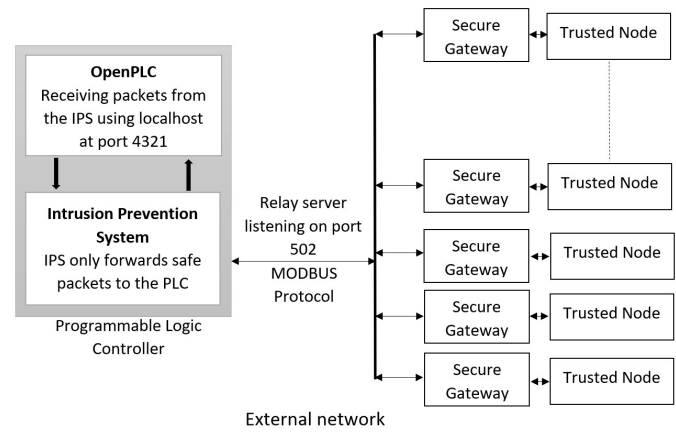 OpenPLC
Receiving packets from
the IPS using localhost
at port 4321
Intrusion Prevention
System
IPS only forwards safe
packets to the PLC
Programmable Logic
Controller
Relay server
listening on port
502
MODBUS
Protocol
Secure
Gateway
Trusted Node
Secure
Gateway
Trusted Node
Secure
Gateway
Trusted Node
Secure
Gateway
Trusted Node
Secure
Gateway
Trusted Node
External network